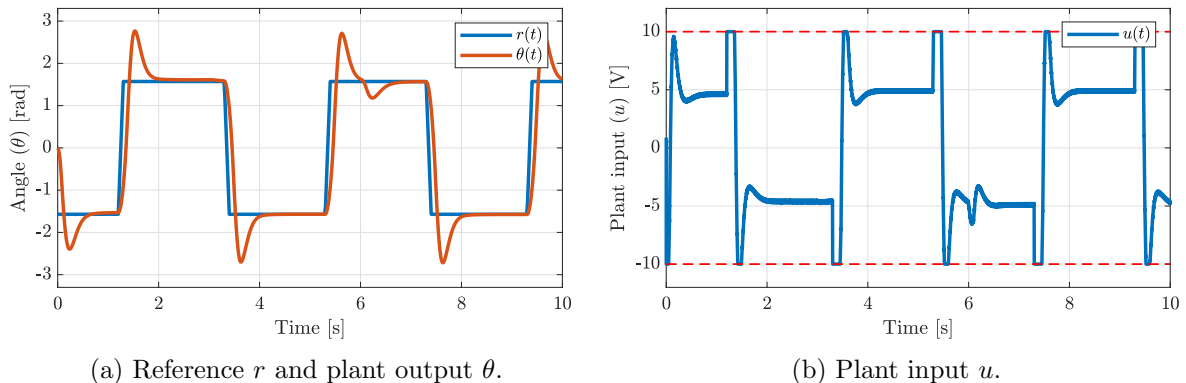 3
2
1
0
-1
-2
-3
Angle (θ) [rad]
r(t)
θ(t)
0 2 4 6 8 10
Time [s]
(a) Reference r and plant output θ.
10
5
0
-5
-10
Plant input (u) [V]
u(t)
0 2 4 6 8 10
Time [s]
(b) Plant input u.